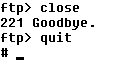 ftp> close
221 Goodbye.
ftp> quit
# _